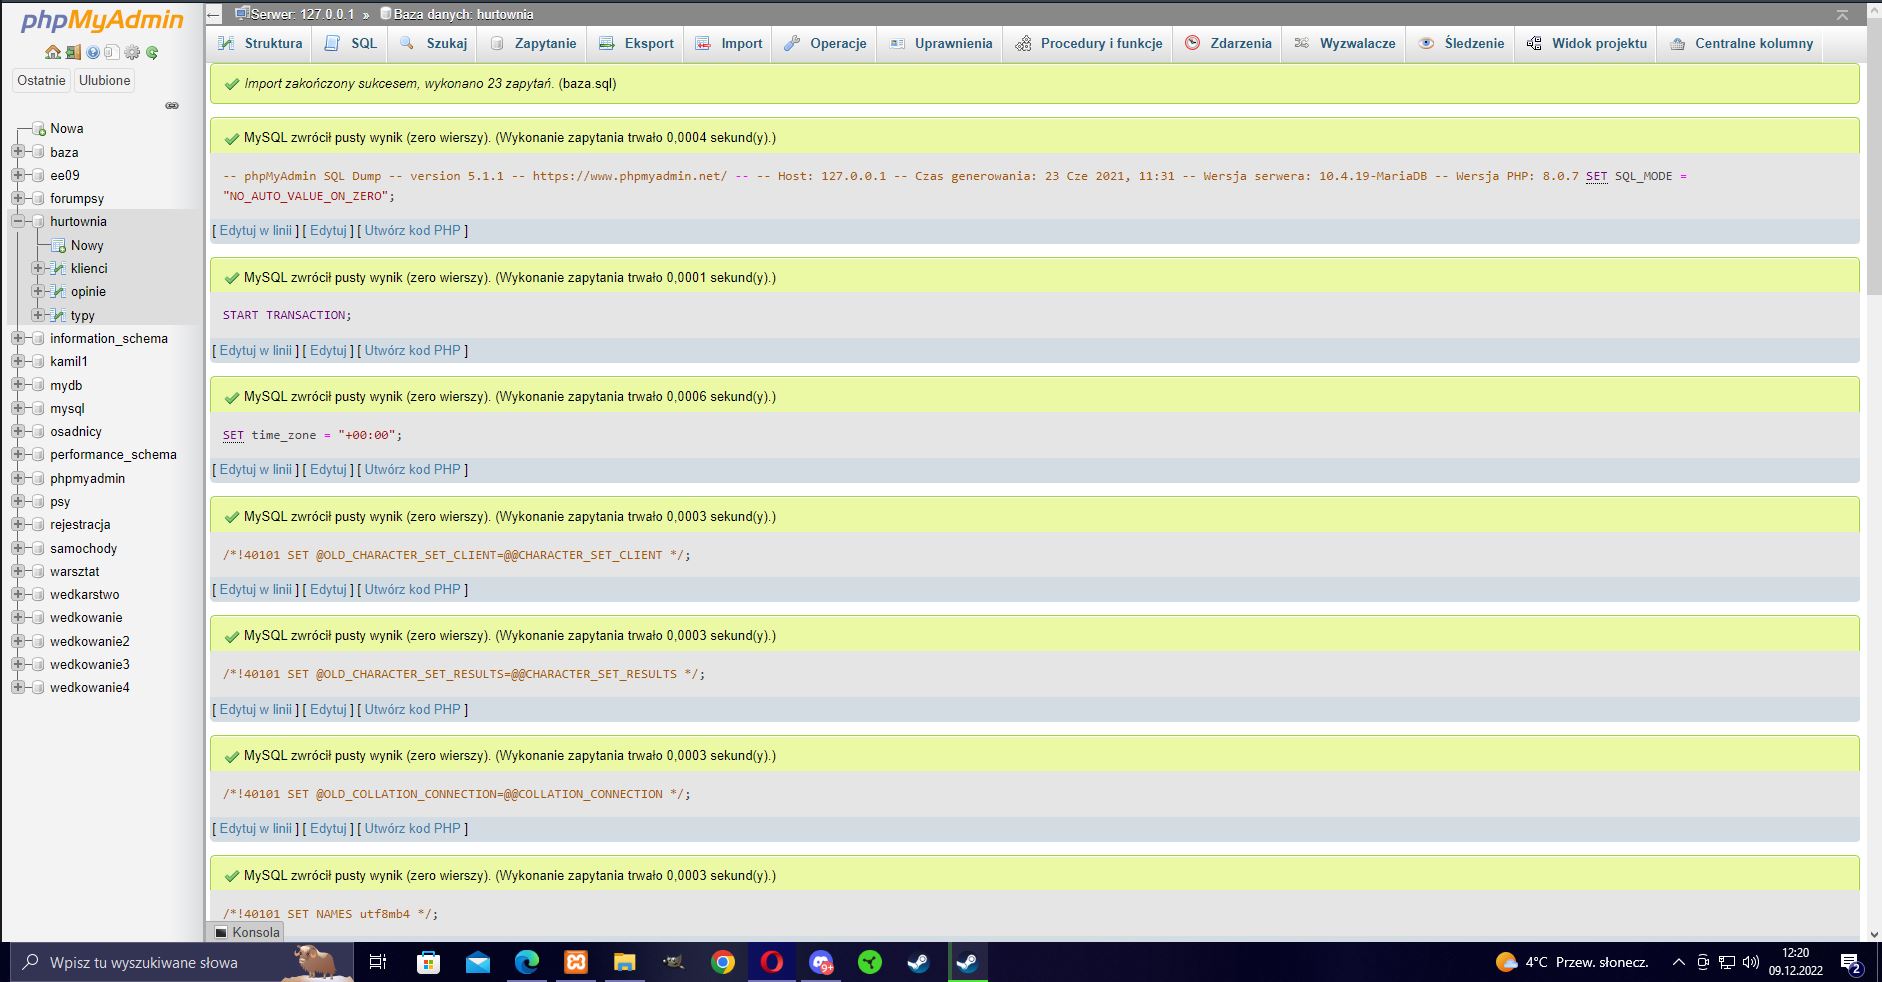 phpMyAdmin
Ostatnie
Ulubione
Nowa
baza
ee09
forumpsy
hurtownia
Nowy
klienci
opinie
typy
information_schema
kamil1
mydb
mysql
osadnicy
performance_schema
phpmyadmin
psy
rejestracja
samochody
warsztat
wedkarstwo
wedkowanie
wedkowanie2
wedkowanie3
wedkowanie4
Serwer: 127.0.0.1 » Baza danych: hurtownia
Struktura SQL Szukaj Zapytanie Eksport Import Operacje Uprawnienia Procedury i funkcje Zdarzenia Wyzwalacze Śledzenie Widok projektu Centralne kolumny
Import zakończony sukcesem, wykonano 23 zapytań. (baza.sql)
MySQL zwrócił pusty wynik (zero wierszy). (Wykonanie zapytania trwało 0,0004 sekund(y).)
-- phpMyAdmin SQL Dump -- version 5.1.1 -- https://www.phpmyadmin.net/ -- -- Host: 127.0.0.1 -- Czas generowania: 23 Cze 2021, 11:31 -- Wersja serwera: 10.4.19-MariaDB -- Wersja PHP: 8.0.7 SET SQL_MODE =
"NO_AUTO_VALUE_ON_ZERO";
[ Edytuj w linii ] [ Edytuj ] [ Utwórz kod PHP ]
MySQL zwrócił pusty wynik (zero wierszy). (Wykonanie zapytania trwało 0,0001 sekund(y).)
START TRANSACTION;
[ Edytuj w linii ] [ Edytuj ] [ Utwórz kod PHP ]
MySQL zwrócił pusty wynik (zero wierszy). (Wykonanie zapytania trwało 0,0006 sekund(y).)
SET time_zone = "+00:00";
[ Edytuj w linii ] [ Edytuj ] [ Utwórz kod PHP ]
MySQL zwrócił pusty wynik (zero wierszy). (Wykonanie zapytania trwało 0,0003 sekund(y).)
/*!40101 SET @OLD_CHARACTER_SET_CLIENT=@@CHARACTER_SET_CLIENT */;
[ Edytuj w linii ] [ Edytuj ] [ Utwórz kod PHP ]
MySQL zwrócił pusty wynik (zero wierszy). (Wykonanie zapytania trwało 0,0003 sekund(y).)
/*!40101 SET @OLD_CHARACTER_SET_RESULTS=@@CHARACTER_SET_RESULTS */;
[ Edytuj w linii ] [ Edytuj ] [ Utwórz kod PHP ]
MySQL zwrócił pusty wynik (zero wierszy). (Wykonanie zapytania trwało 0,0003 sekund(y).)
/*!40101 SET @OLD_COLLATION_CONNECTION=@@COLLATION_CONNECTION */;
[ Edytuj w linii ] [ Edytuj ] [ Utwórz kod PHP ]
MySQL zwrócił pusty wynik (zero wierszy). (Wykonanie zapytania trwało 0,0003 sekund(y).)
/*!40101 SET NAMES utf8mb4 */;
Konsola
Wpisz tu wyszukiwane słowa
9+
4°C Przew. słonecz.
12:20
09.12.2022
2